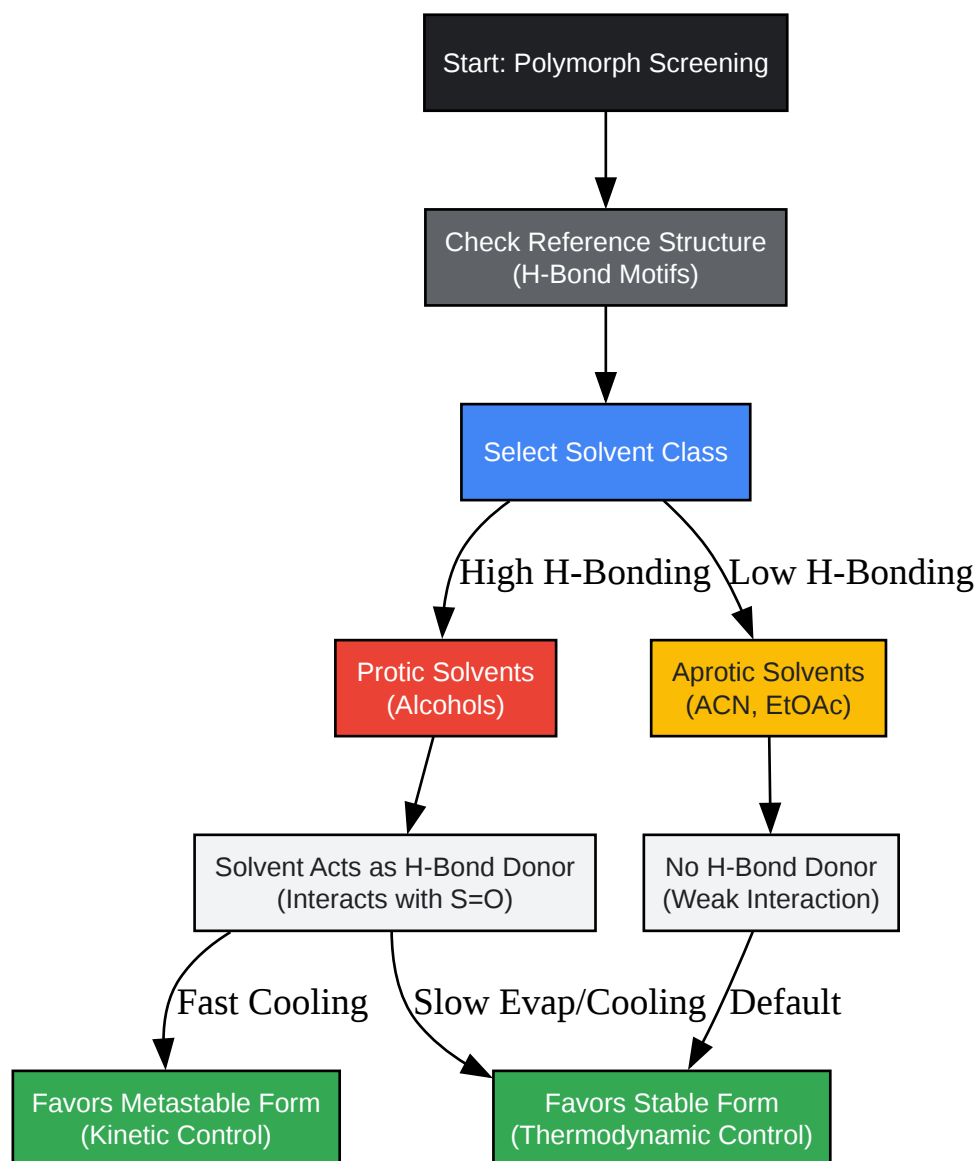 Start: Polymorph Screening
Check Reference Structure
(H-Bond Motifs)
Select Solvent Class
High H-Bonding
Low H-Bonding
Protic Solvents
(Alcohols)
Aprotic Solvents
(ACN, EtOAc)
Solvent Acts as H-Bond Donor
(Interacts with S=O)
No H-Bond Donor
(Weak Interaction)
Fast Cooling
Slow Evap/Cooling
Default
Favors Metastable Form
(Kinetic Control)
Favors Stable Form
(Thermodynamic Control)